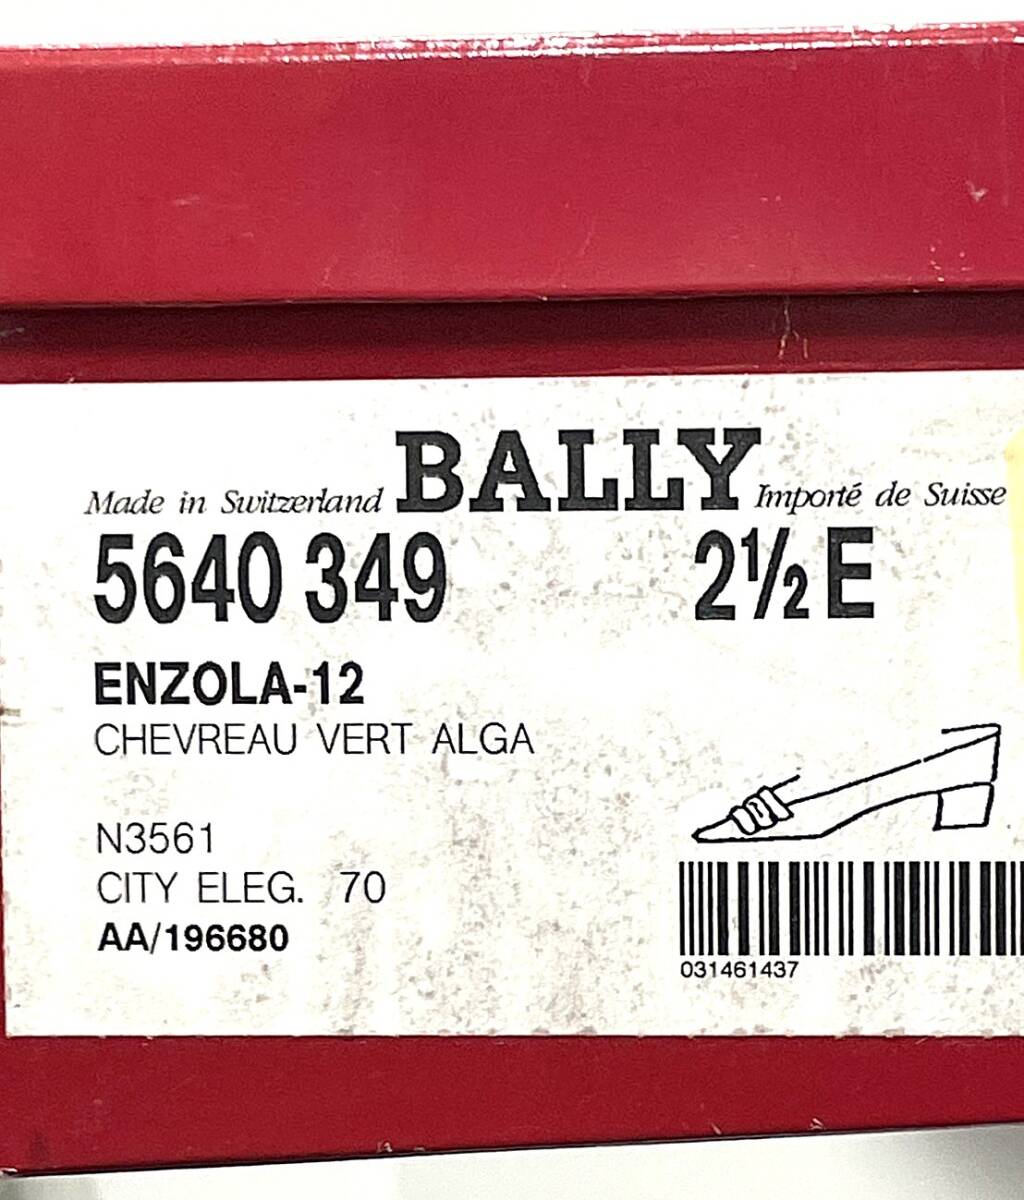 Made in Switzerland BALLY Importé de Suisse
5640 349 2½ E
ENZOLA-12
CHEVREAU VERT ALGA
N3561
CITY ELEG. 70
AA/196680
031461437